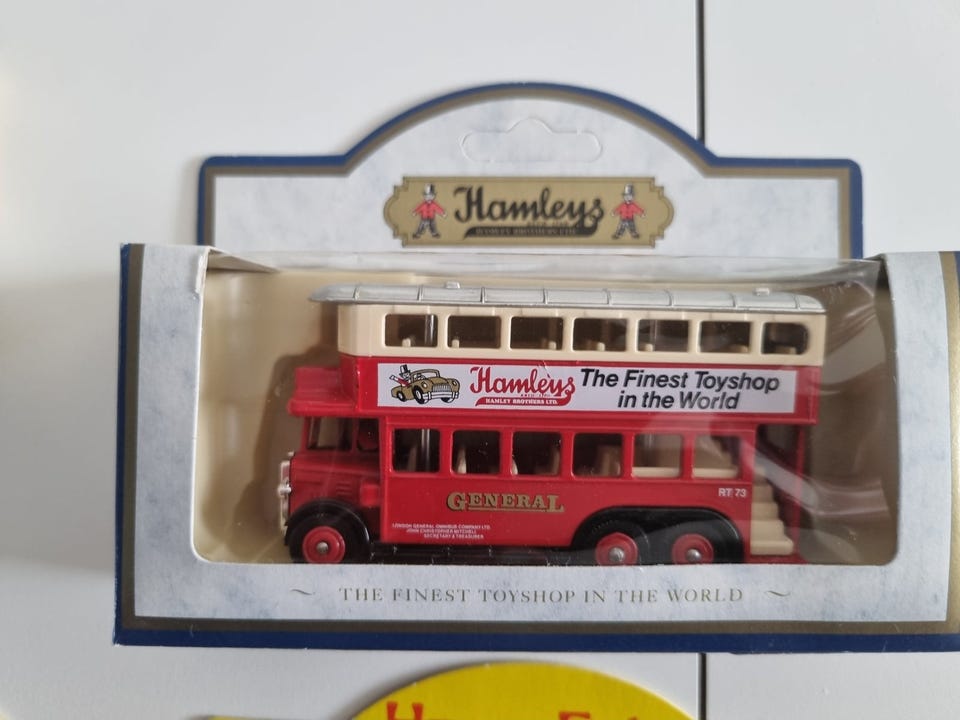 Hamleys
HAMLEY BROTHERS LTD.
Hamleys
HAMLEY BROTHERS LTD.
The Finest Toyshop
in the World
GENERAL
RT 73
LONDON GENERAL OMNIBUS COMPANY LTD
JOHN CHRISTOPHER MITCHELL
SECRETARY & TREASURER
~ THE FINEST TOYSHOP IN THE WORLD ~